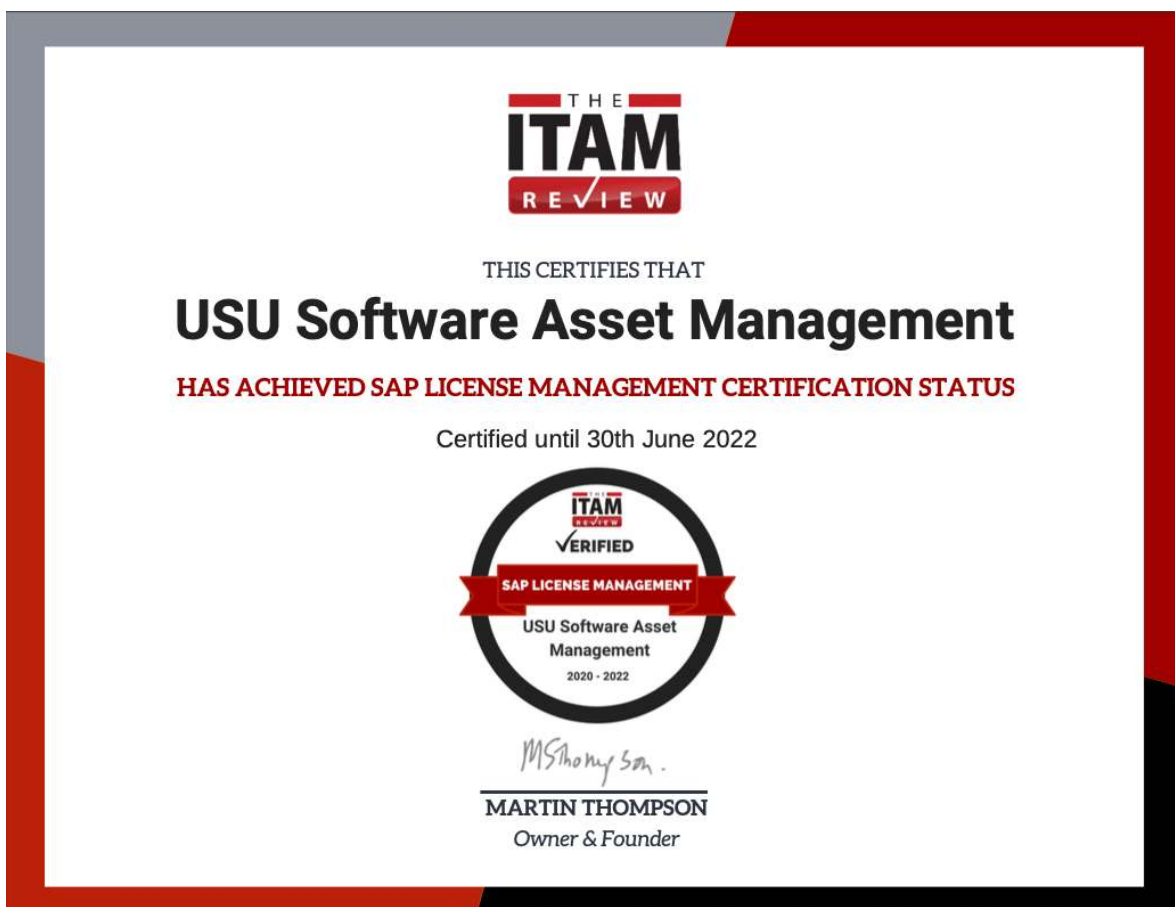 THE
ITAM
REVIEW
THIS CERTIFIES THAT
USU Software Asset Management
HAS ACHIEVED SAP LICENSE MANAGEMENT CERTIFICATION STATUS
Certified until 30th June 2022
THE
ITAM
REVIEW
VERIFIED
SAP LICENSE MANAGEMENT
USU Software Asset
Management
2020 - 2022
MSThompson.
MARTIN THOMPSON
Owner & Founder